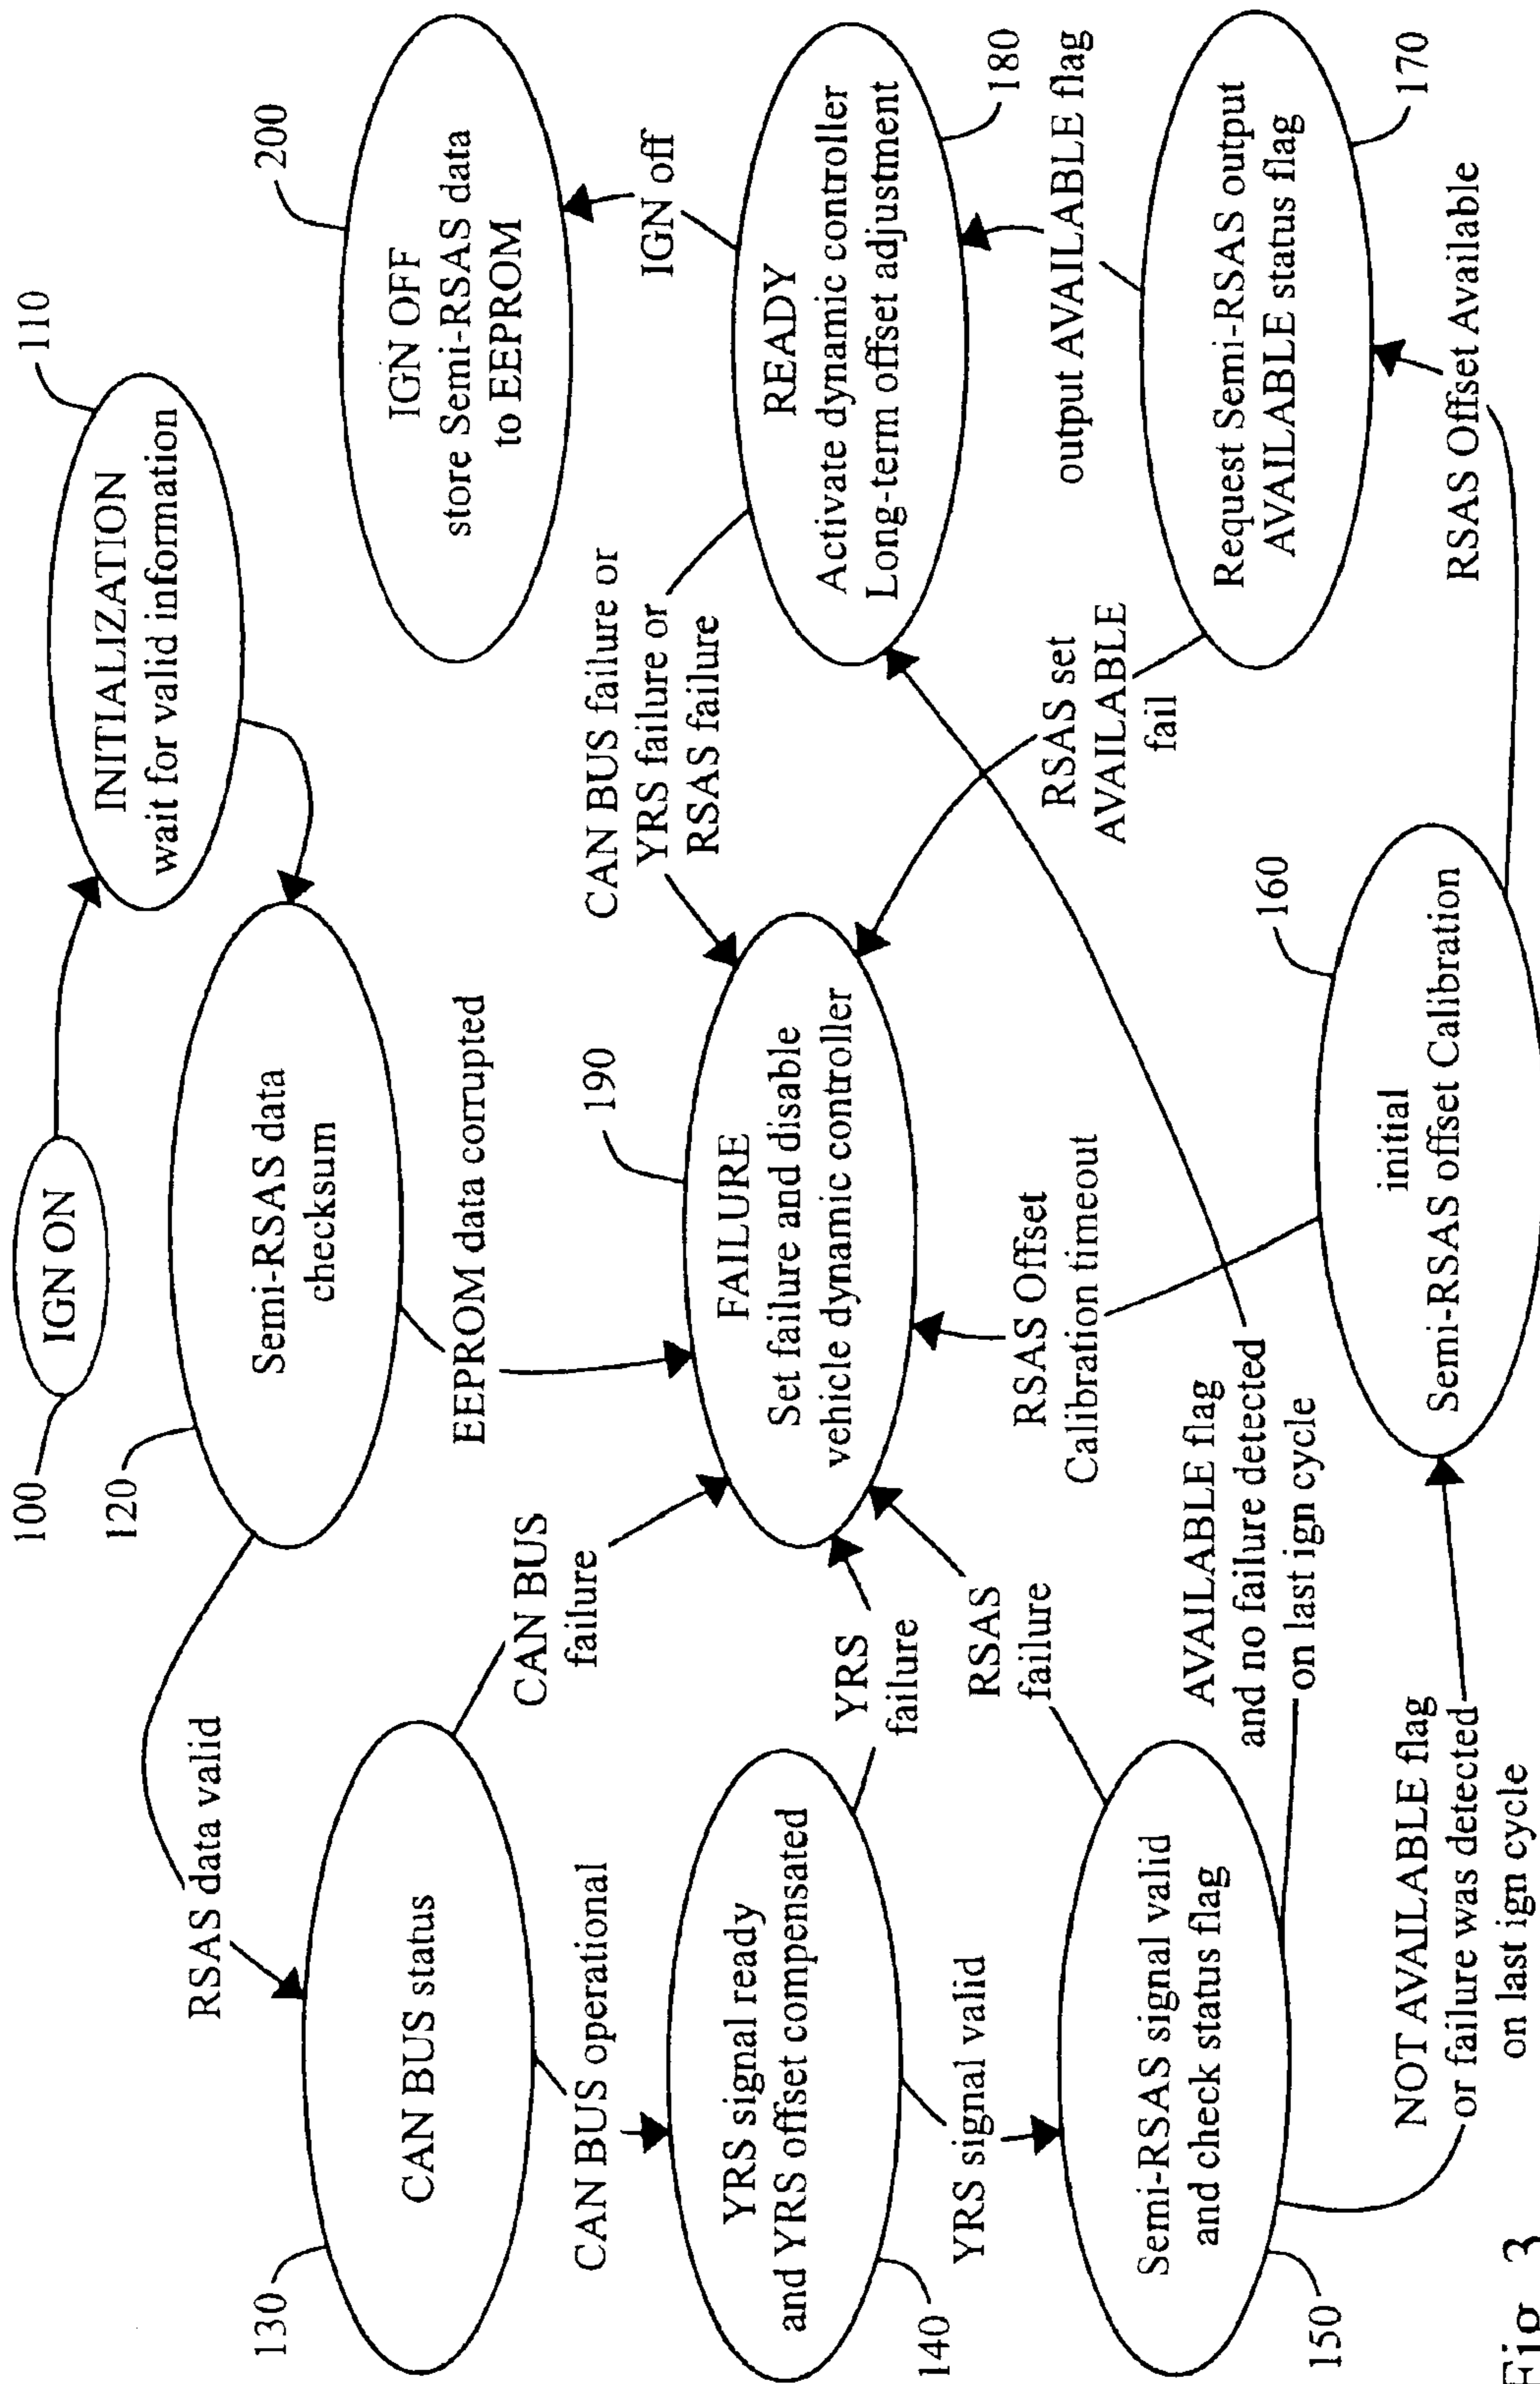 100
IGN ON
110
INITIALIZATION
wait for valid information
120
Semi-RSAS data
checksum
200
IGN OFF
store Semi-RSAS data
to EEPROM
RSAS data valid
EEPROM data corrupted
130
CAN BUS status
CAN BUS
failure
190
FAILURE
Set failure and disable
vehicle dynamic controller
CAN BUS failure or
YRS failure or
RSAS failure
IGN off
READY
Activate dynamic controller
Long-term offset adjustment
180
CAN BUS operational
140
YRS signal ready
and YRS offset compensated
YRS
failure
YRS signal valid
RSAS
failure
RSAS Offset
Calibration timeout
RSAS set
AVAILABLE
fail
output AVAILABLE flag
150
Semi-RSAS signal valid
and check status flag
AVAILABLE flag
and no failure detected
on last ign cycle
160
initial
Semi-RSAS offset Calibration
Request Semi-RSAS output
AVAILABLE status flag
170
NOT AVAILABLE flag
or failure was detected
on last ign cycle
RSAS Offset Available
Fig. 3